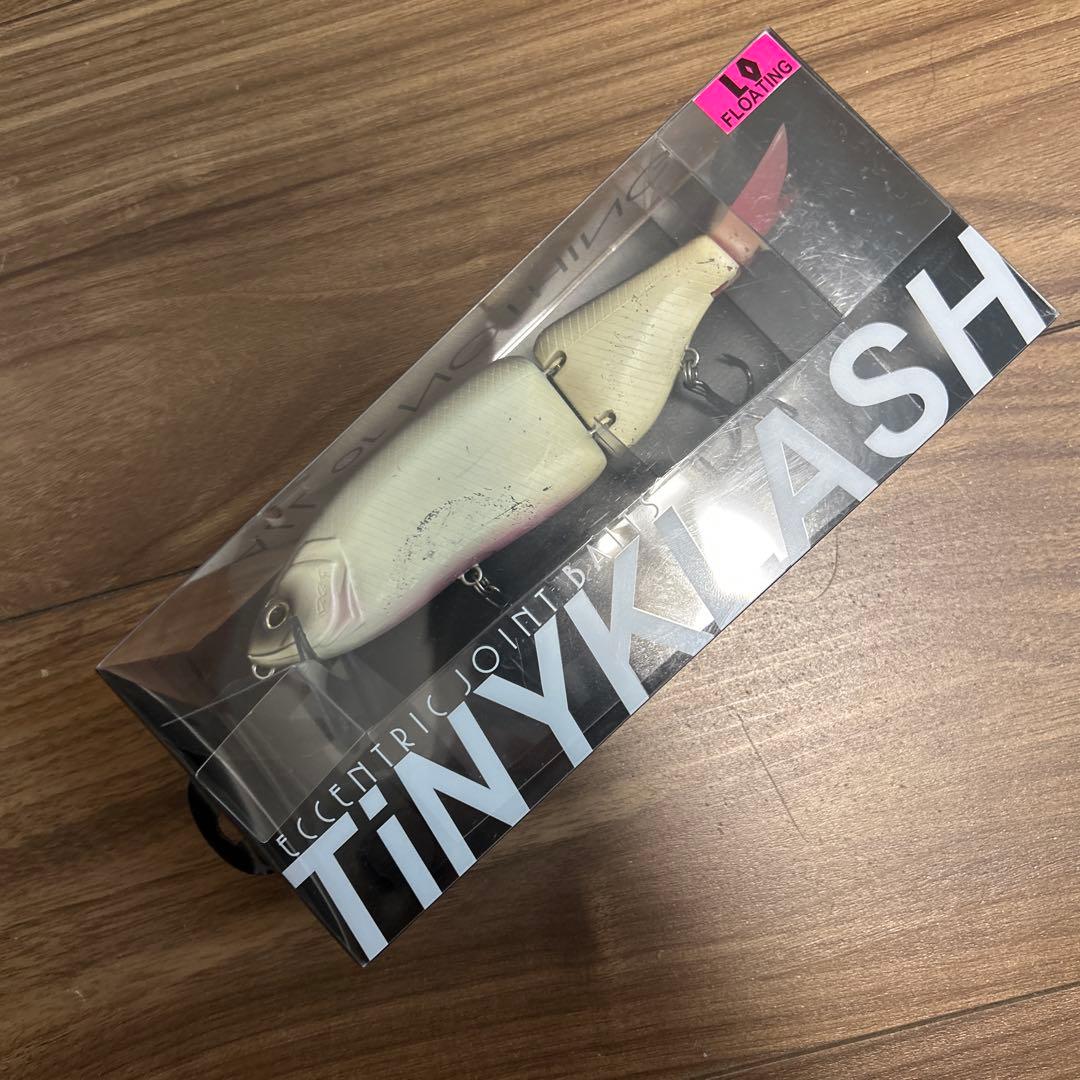 LO
FLOATING
ECCENTRIC JOINT BAITS
TiNYKLASH